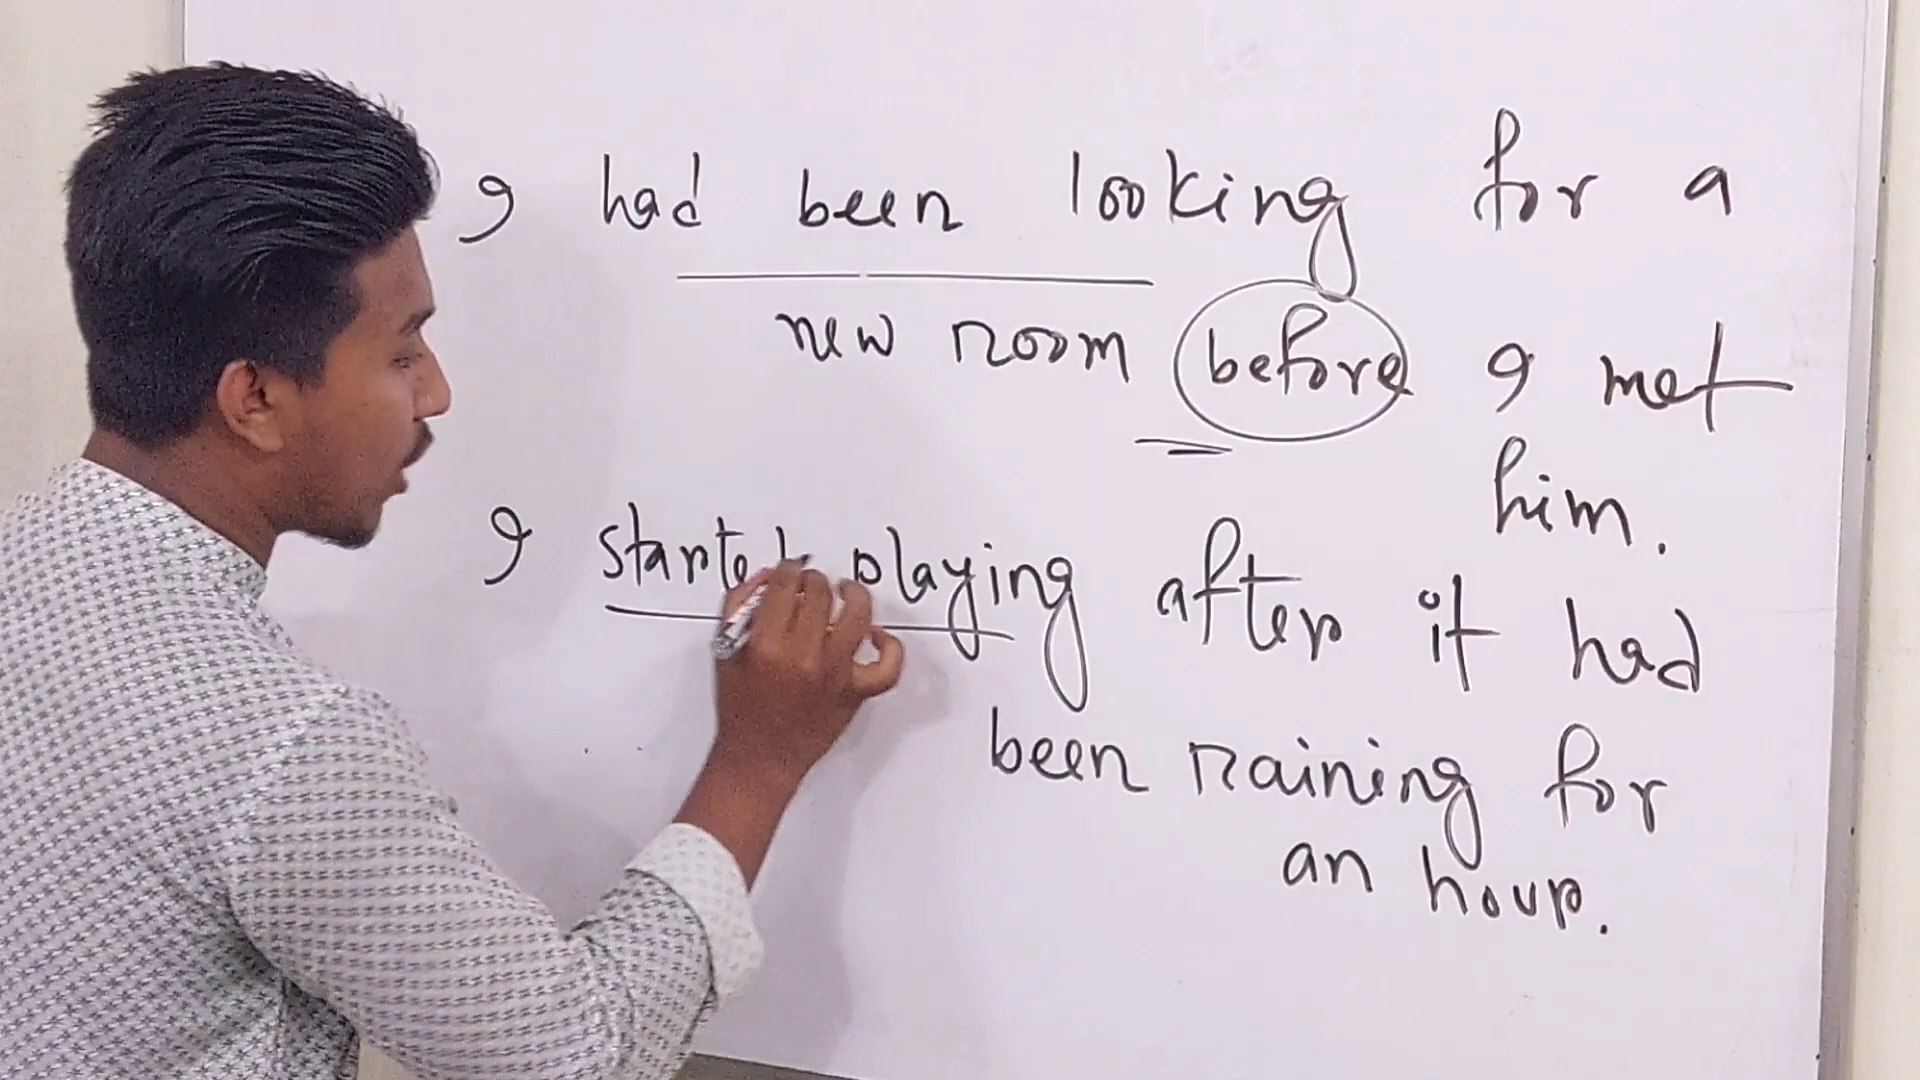 I had been looking for a
new room before I met
him.
I started playing after it had
been raining for
an hour.